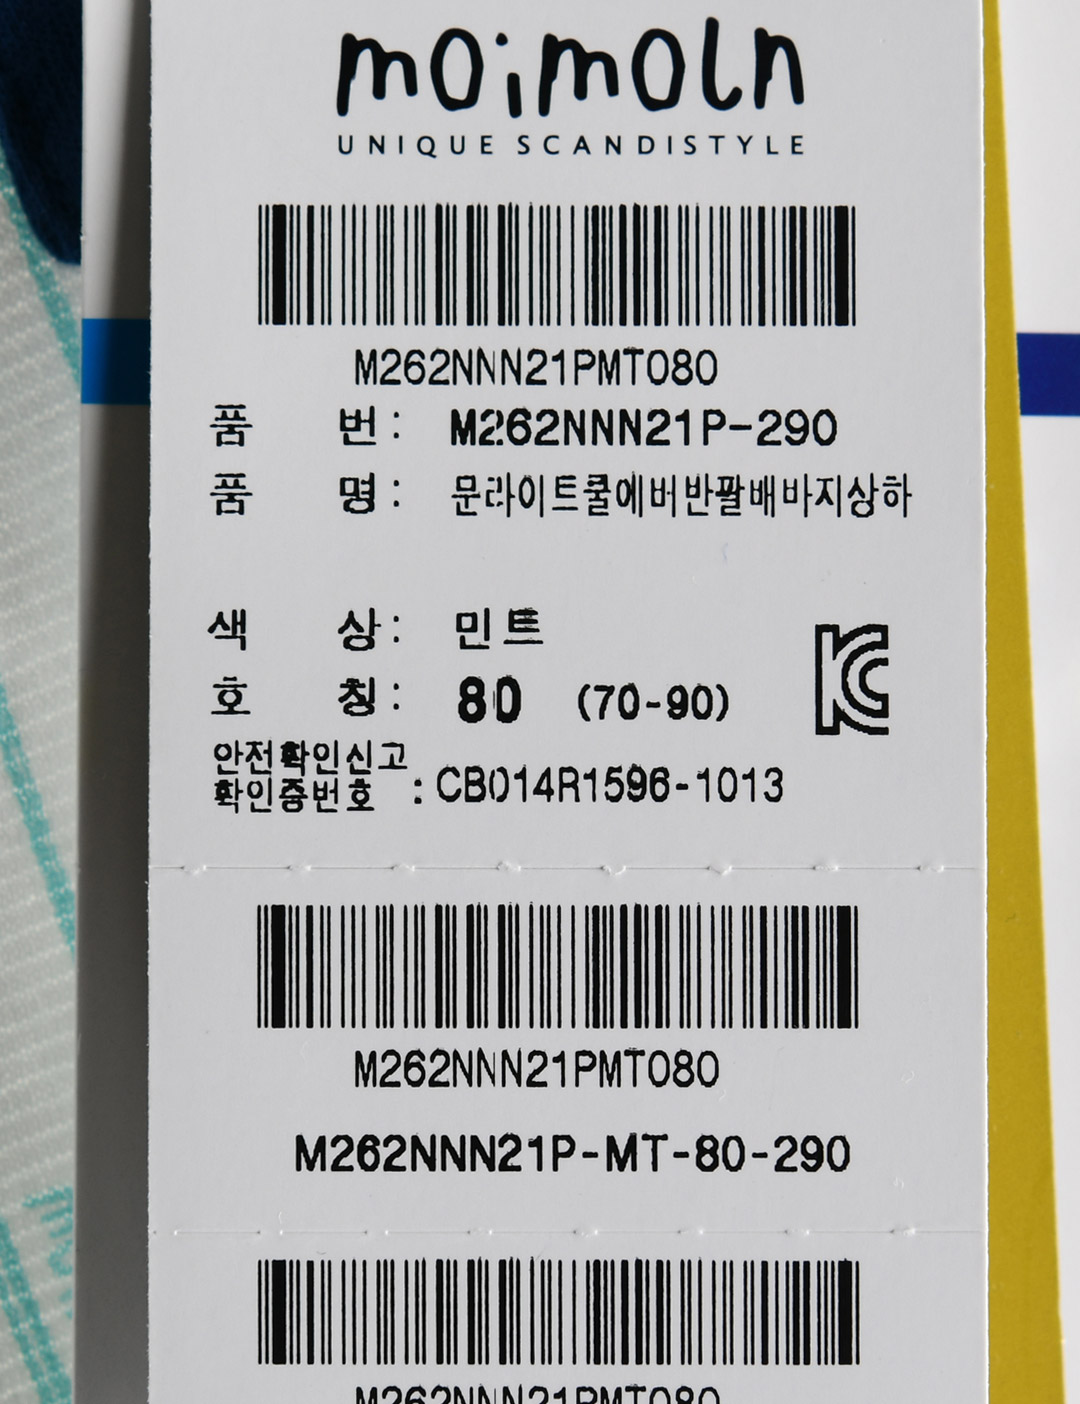 moimoln
UNIQUE SCANDISTYLE
M262NNN21PMT080
품 번 : M262NNN21P-290
품 명 : 문라이트쿨에버반팔배바지상하
색 상 : 민트
호 칭 : 80 (70-90)
KC
안전확인신고
확인증번호 : CB014R1596-1013
M262NNN21PMT080
M262NNN21P-MT-80-290
M262NNN21PMT080